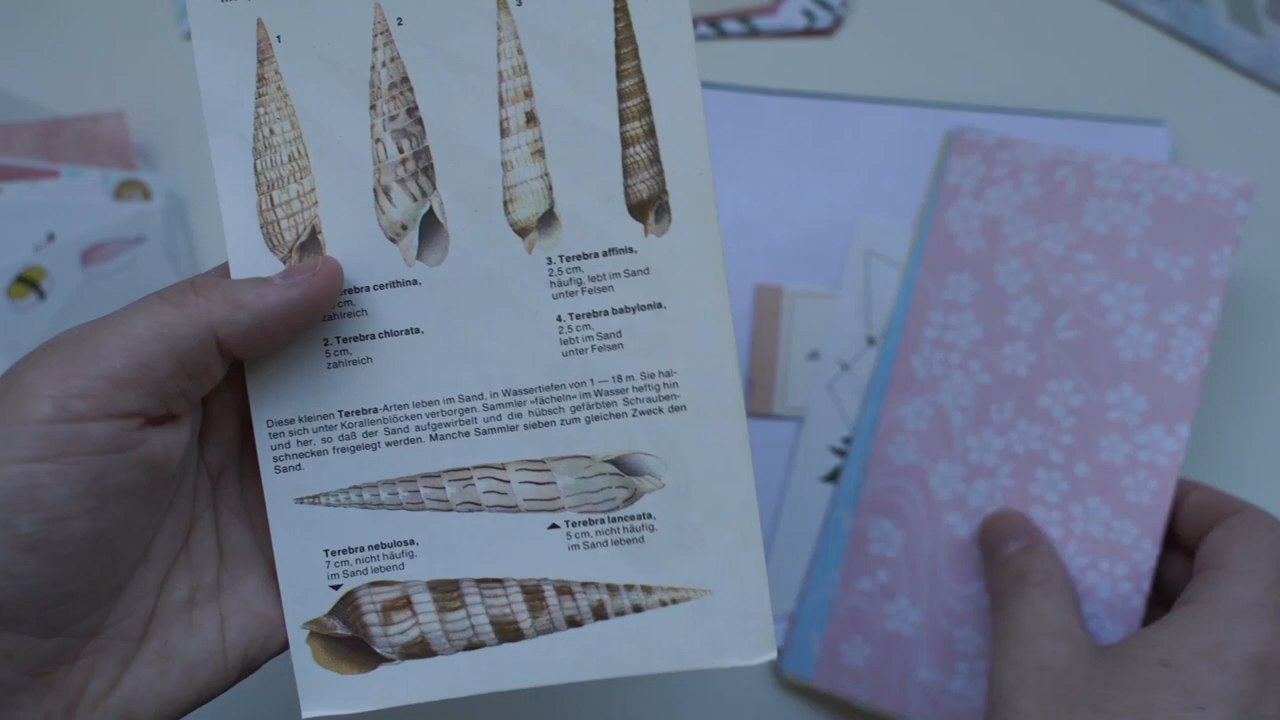 1
2
3
rebra cerithina,
cm,
zahlreich
2. Terebra chlorata,
5 cm,
zahlreich
3. Terebra affinis,
2,5 cm,
häufig, lebt im Sand
unter Felsen
4. Terebra babylonia,
2,5 cm,
lebt im Sand
unter Felsen
Diese kleinen Terebra-Arten leben im Sand, in Wassertiefen von 1 — 18 m. Sie hal-
ten sich unter Korallenblöcken verborgen. Sammler »fächeln« im Wasser heftig hin
und her, so daß der Sand aufgewirbelt und die hübsch gefärbten Schrauben-
schnecken freigelegt werden. Manche Sammler sieben zum gleichen Zweck den
Sand.
Terebra lanceata,
5 cm, nicht häufig,
im Sand lebend
Terebra nebulosa,
7 cm, nicht häufig,
im Sand lebend